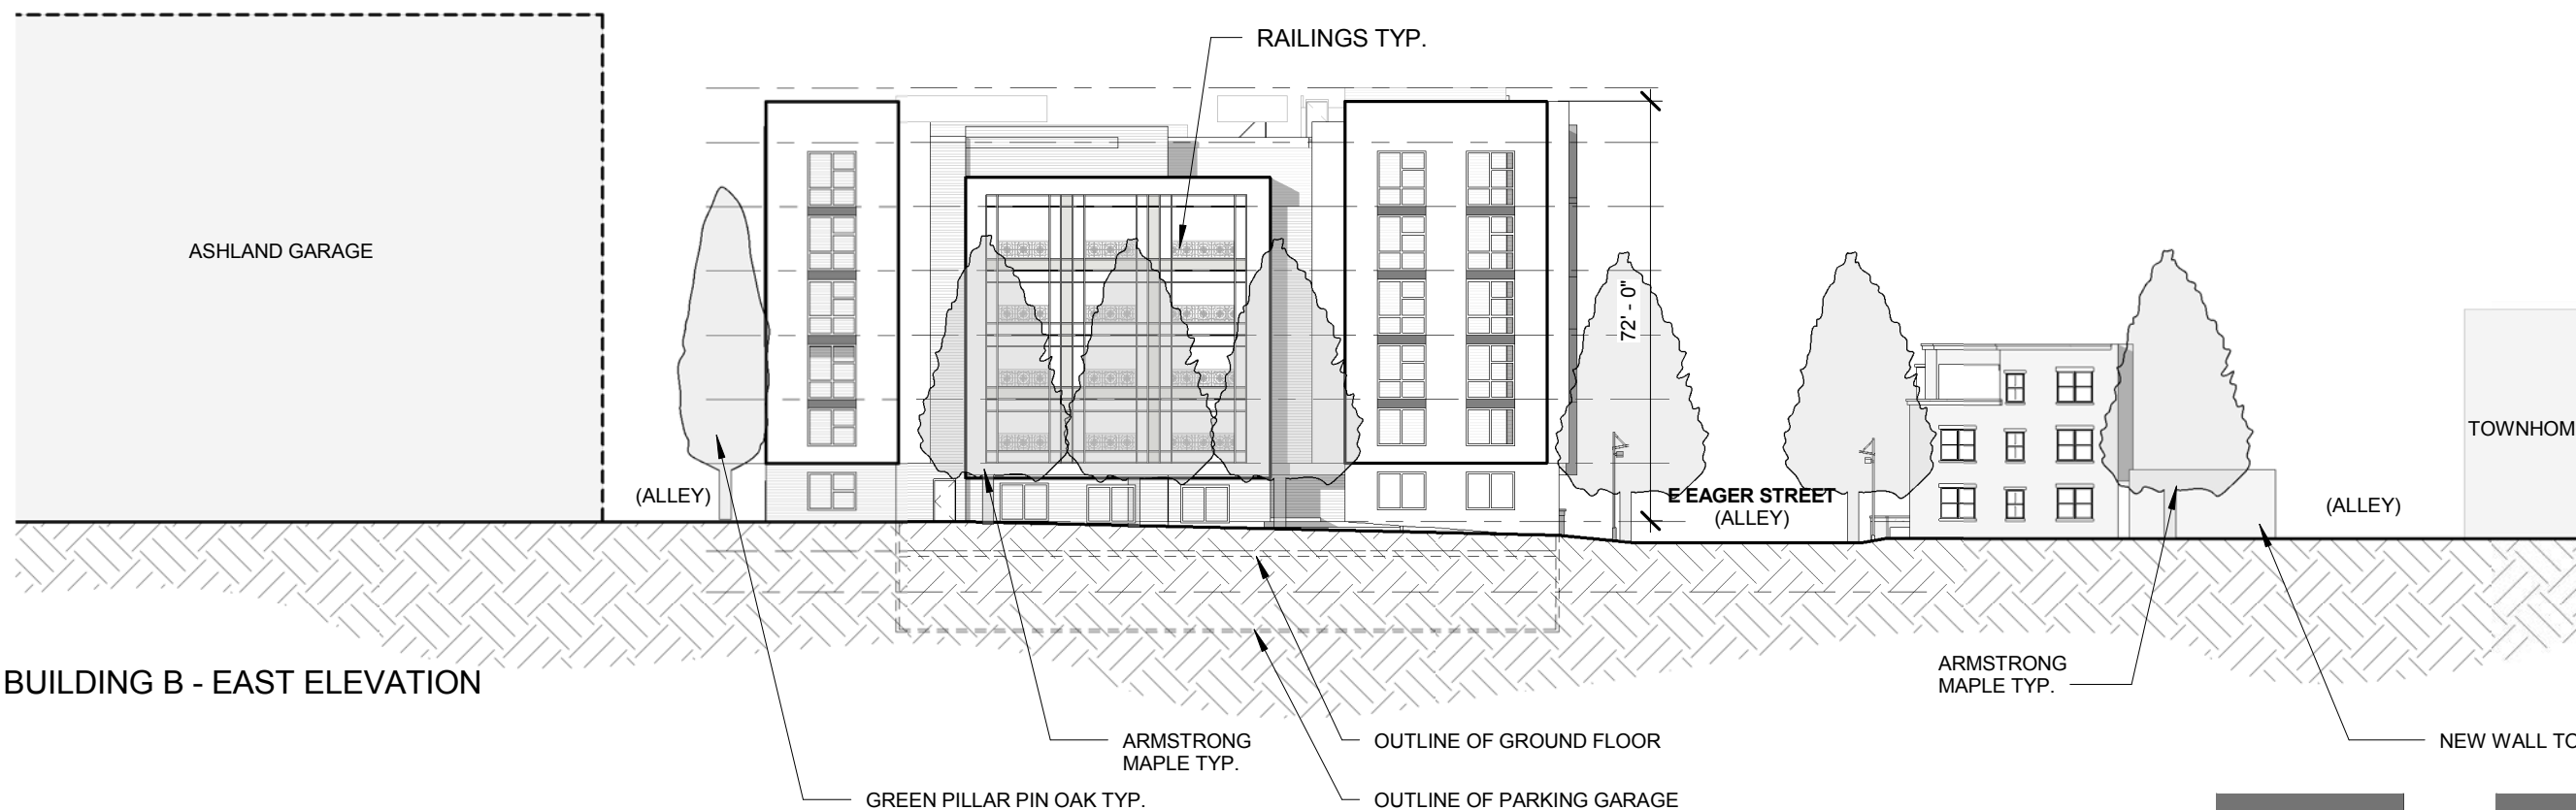 RAILINGS TYP.
ASHLAND GARAGE
72' - 0"
TOWNHOM
(ALLEY)
E EAGER STREET
(ALLEY)
(ALLEY)
BUILDING B - EAST ELEVATION
ARMSTRONG
MAPLE TYP.
ARMSTRONG
MAPLE TYP.
OUTLINE OF GROUND FLOOR
NEW WALL TO
GREEN PILLAR PIN OAK TYP.
OUTLINE OF PARKING GARAGE